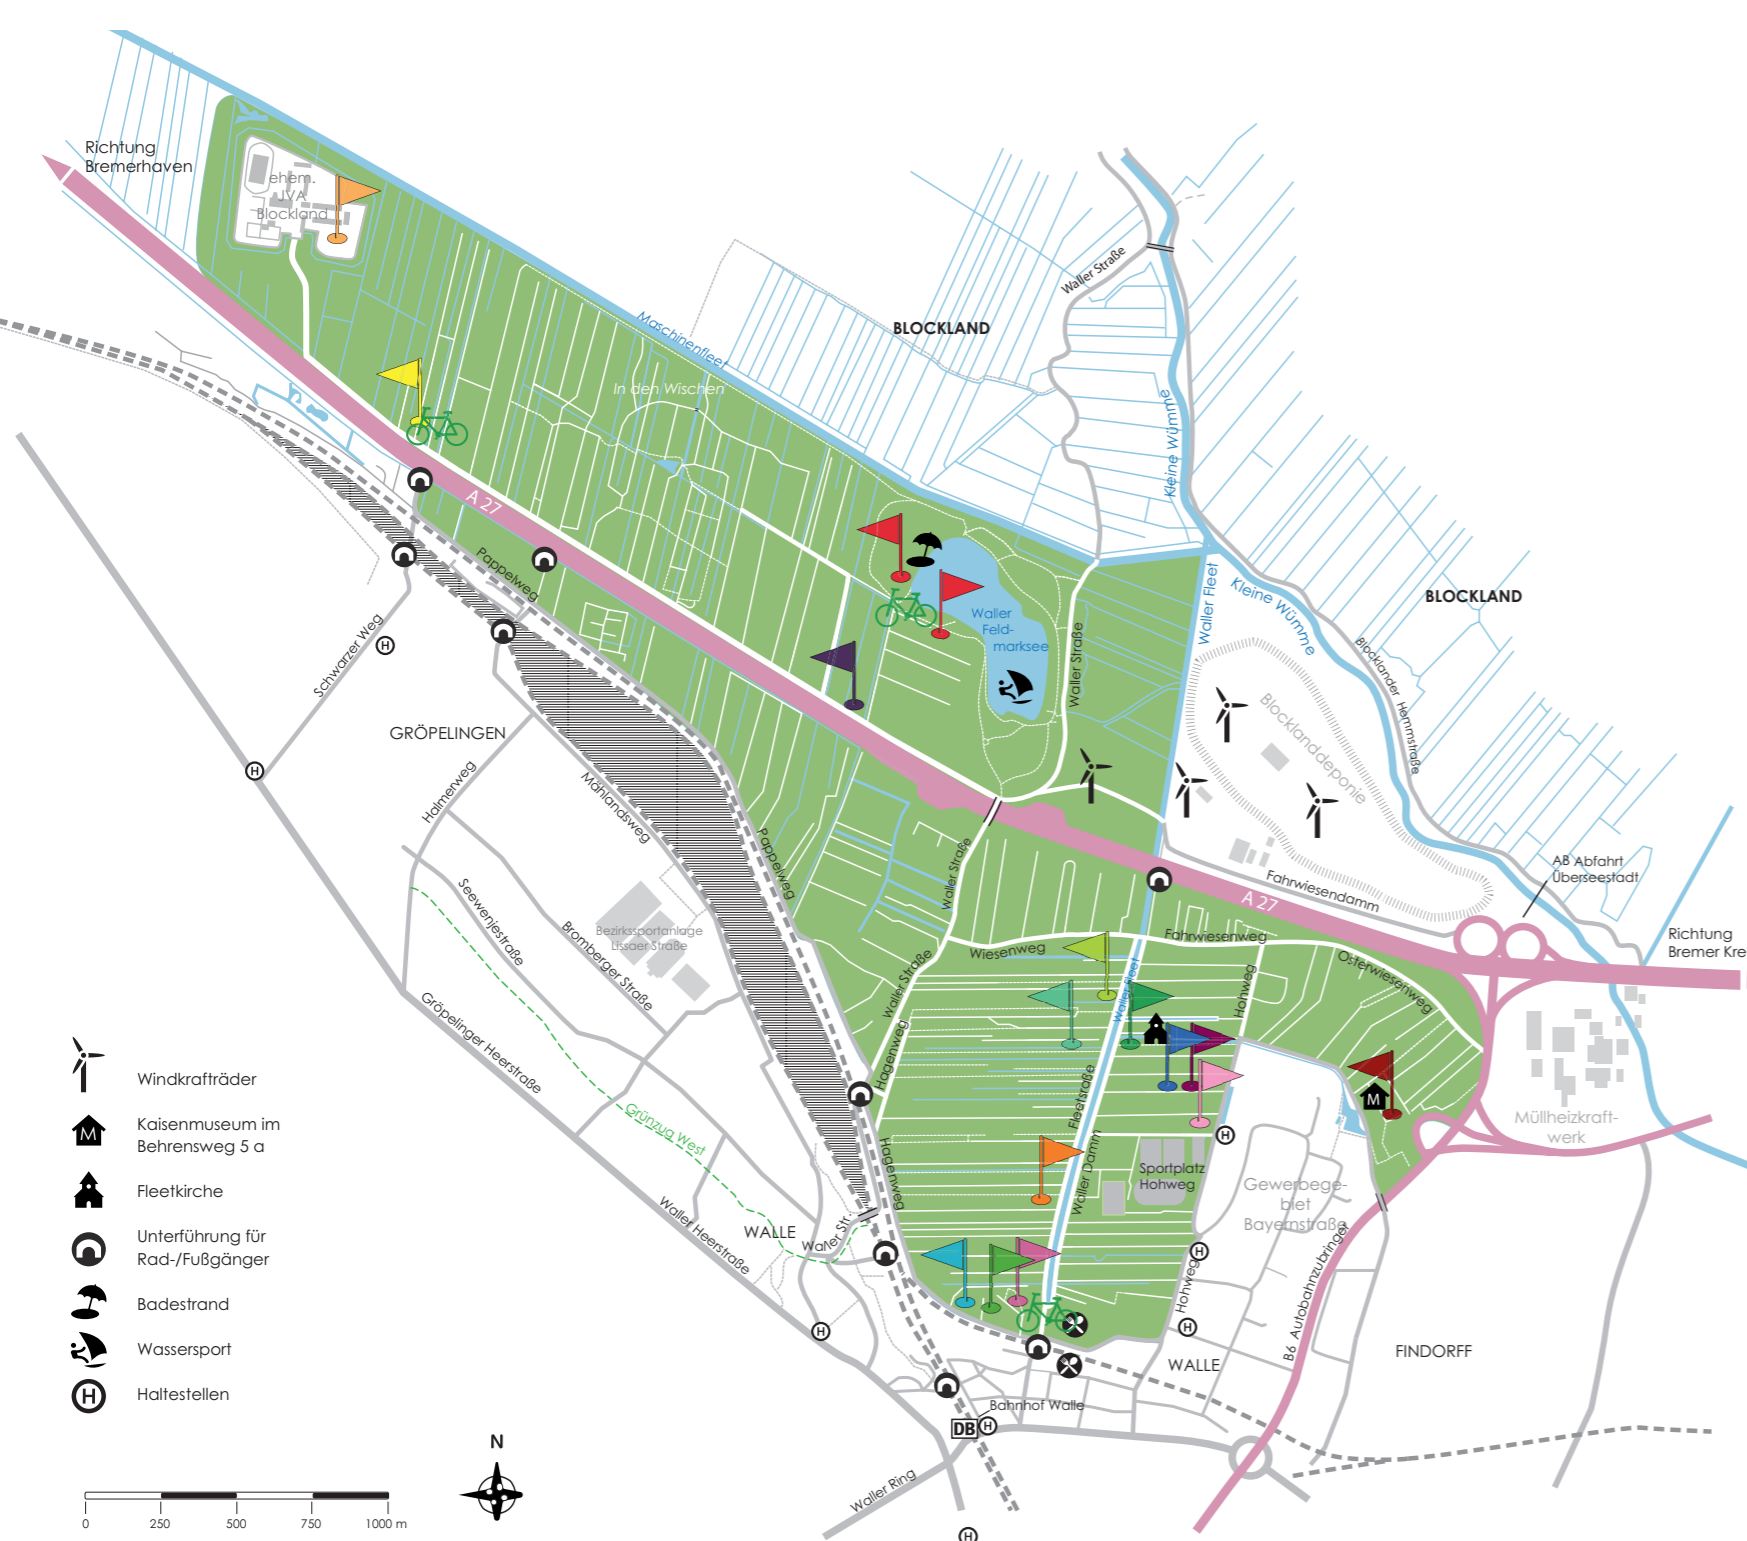 Richtung
Bremerhaven
ehem.
JVA
Blockland
Maschinenfleet
In den Wischen
BLOCKLAND
Waller Straße
Kleine Wümme
A 27
Pappelweg
Schwarzer Weg
H
GRÖPELINGEN
H
Halmerweg
Mählandsweg
Pappelweg
Waller
Feld-
marksee
Waller Straße
Waller Fleet
Kleine Wümme
BLOCKLAND
Blocklander Hemmstraße
Blocklanddeponie
AB Abfahrt
Überseestadt
Fahrwiesendamm
A 27
Richtung
Bremer Kre
Waller Straße
Wiesenweg
Fahrwiesenweg
Osterwiesenweg
Waller Straße
Waller Fleet
Hohweg
Hagenweg
Seewenjestraße
Bromberger Straße
Bezirkssportanlage
Lissaer Straße
Gröpelinger Heerstraße
Grünzug West
Fleetstraße
M
Müllheizkraft-
werk
H
Hagenweg
Waller Damm
Sportplatz
Hohweg
Gewerbege-
biet
Bayernstraße
Waller Heerstraße
WALLE
Waller Str.
H
Hohweg
H
H
B6 Autobahnzubringer
WALLE
FINDORFF
Bahnhof Walle
DB
H
Waller Ring
H
Windkrafträder
M
Kaisenmuseum im
Behrensweg 5 a
Fleetkirche
Unterführung für
Rad-/Fußgänger
Badestrand
Wassersport
H
Haltestellen
N
0
250
500
750
1000 m